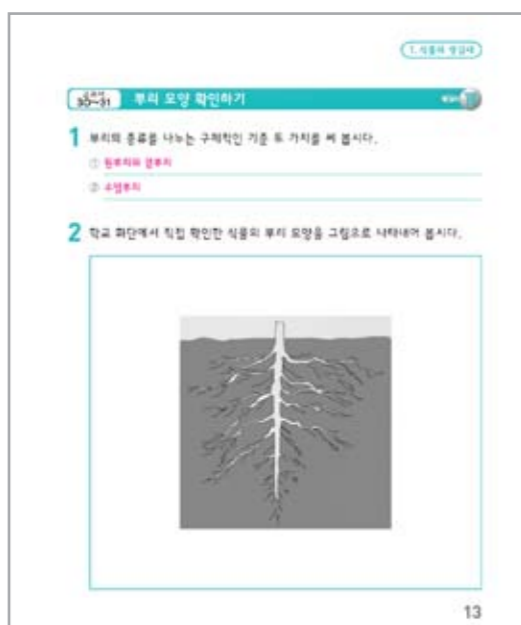 1. 식물의 생김새
교과서 30~31 뿌리 모양 확인하기
1 뿌리의 종류를 나누는 구체적인 기준 두 가지를 써 봅시다.
① 원뿌리와 곁뿌리
② 수염뿌리
2 학교 화단에서 직접 확인한 식물의 뿌리 모양을 그림으로 나타내어 봅시다.
13